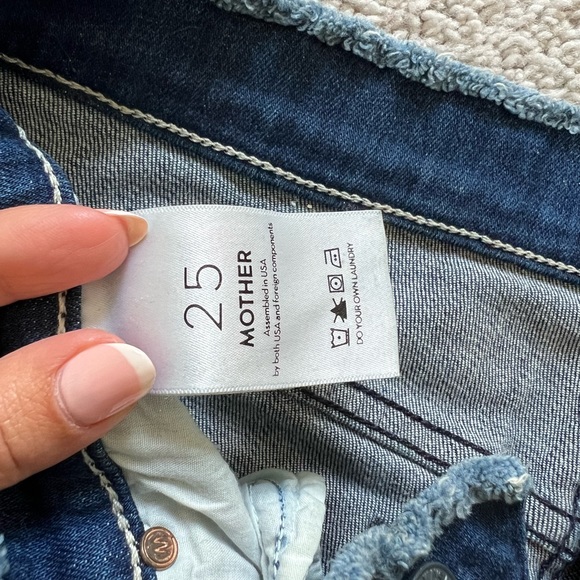 25
MOTHER
Assembled in USA
by both USA and foreign components
DO YOUR OWN LAUNDRY